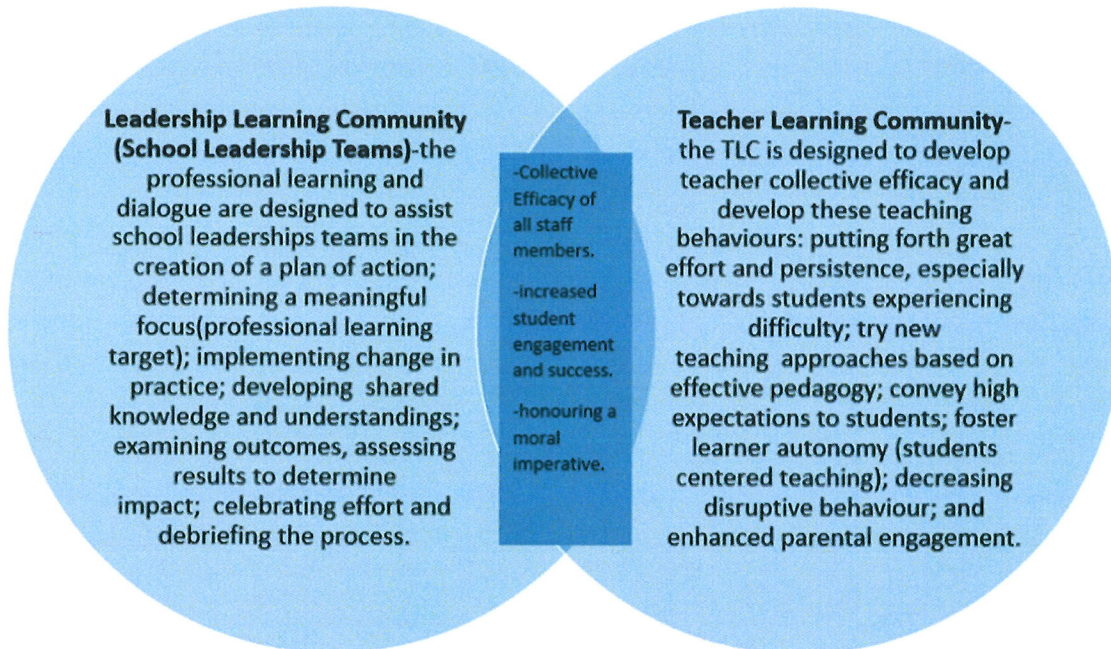 Leadership Learning Community
(School Leadership Teams)-the
professional learning and
dialogue are designed to assist
school leaderships teams in the
creation of a plan of action;
determining a meaningful
focus(professional learning
target); implementing change in
practice; developing shared
knowledge and understandings;
examining outcomes, assessing
results to determine
impact; celebrating effort and
debriefing the process.
-Collective
Efficacy of
all staff
members.
-increased
student
engagement
and success.
-honouring a
moral
imperative.
Teacher Learning Community-
the TLC is designed to develop
teacher collective efficacy and
develop these teaching
behaviours: putting forth great
effort and persistence, especially
towards students experiencing
difficulty; try new
teaching approaches based on
effective pedagogy; convey high
expectations to students; foster
learner autonomy (students
centered teaching); decreasing
disruptive behaviour; and
enhanced parental engagement.